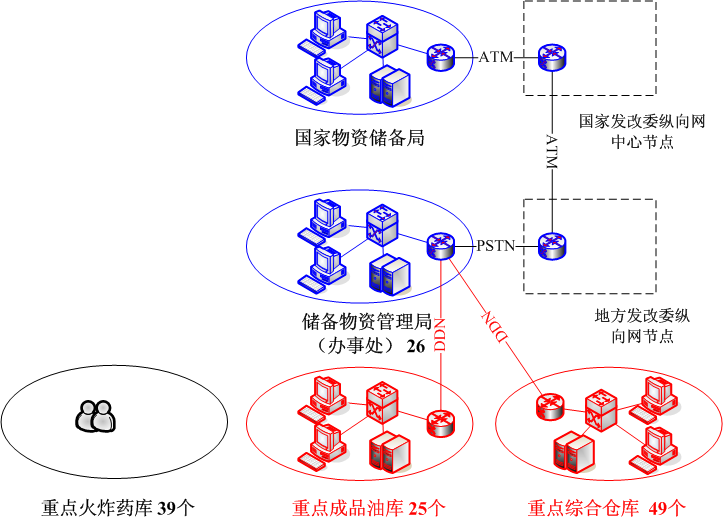 ATM
国家物资储备局
国家发改委纵向网
中心节点
ATM
PSTN
储备物资管理局
（办事处）26
地方发改委纵
向网节点
DDN
DDN
重点火炸药库 39个
重点成品油库 25个
重点综合仓库 49个